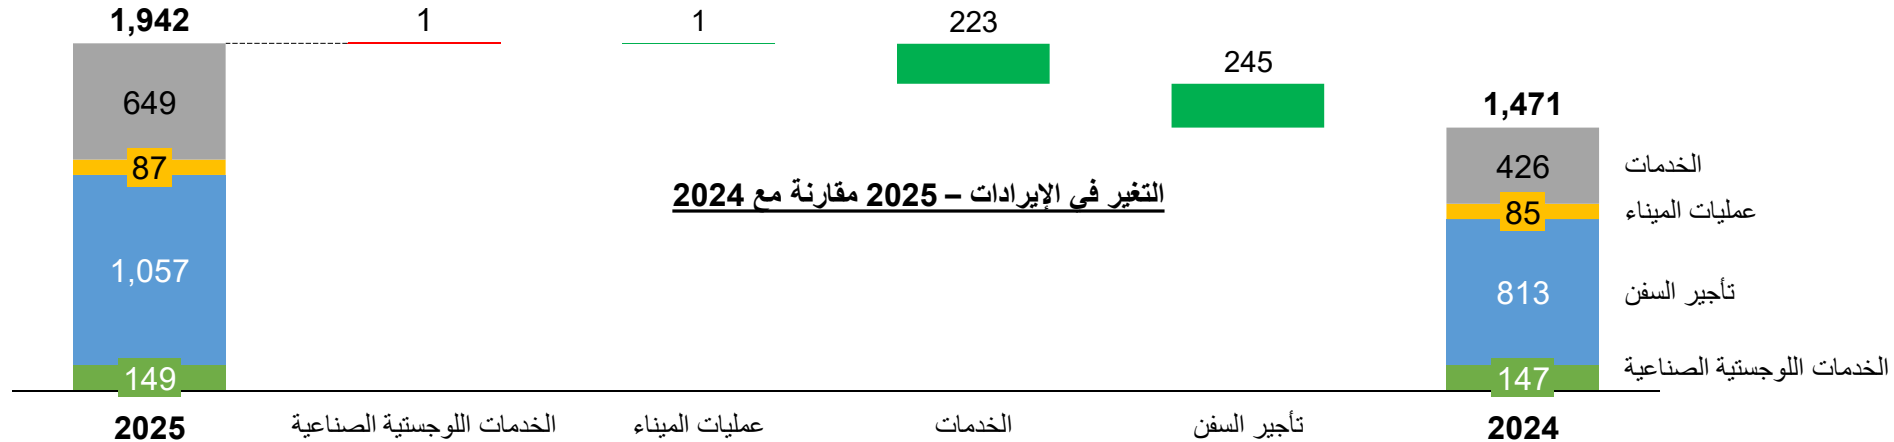 1,942
1
1
223
245
1,471
649
87
1,057
149
التغير في الإيرادات – 2025 مقارنة مع 2024
426
85
813
147
الخدمات
عمليات الميناء
تأجير السفن
الخدمات اللوجستية الصناعية
2024
تأجير السفن
الخدمات
عمليات الميناء
الخدمات اللوجستية الصناعية
2025